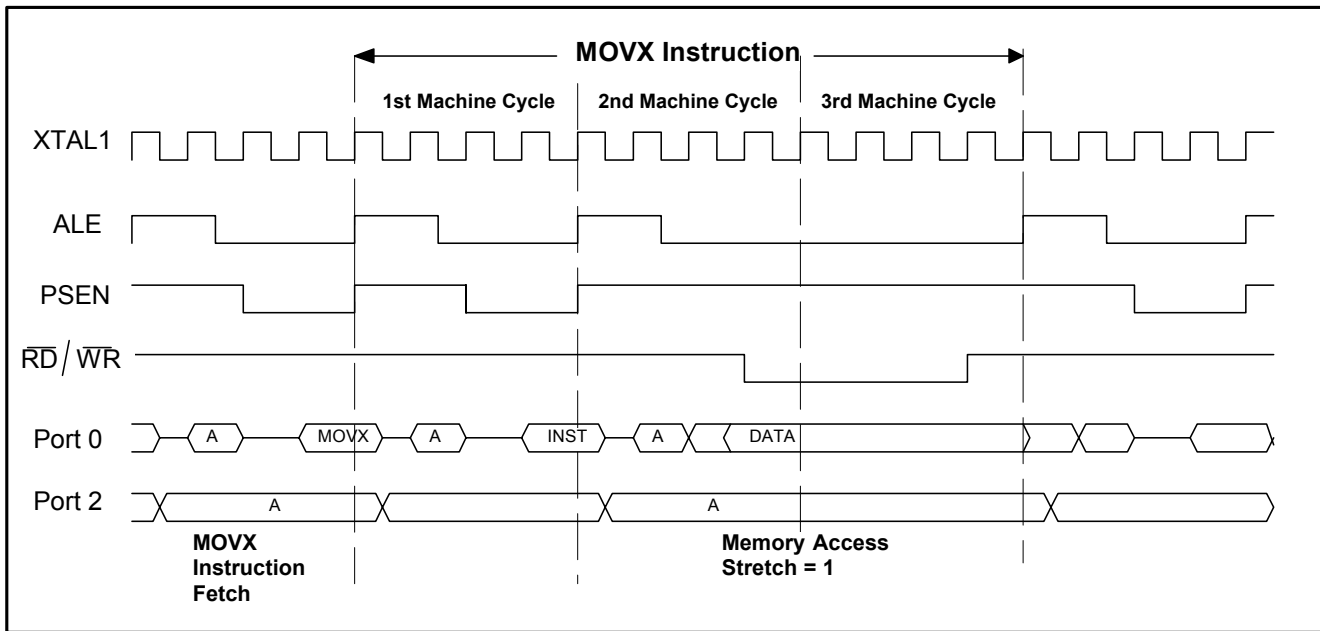 MOVX Instruction
1st Machine Cycle 2nd Machine Cycle 3rd Machine Cycle
XTAL1
ALE
PSEN
RD / WR
Port 0 A MOVX A INST A DATA
Port 2 A A
MOVX
Instruction
Fetch
Memory Access
Stretch = 1